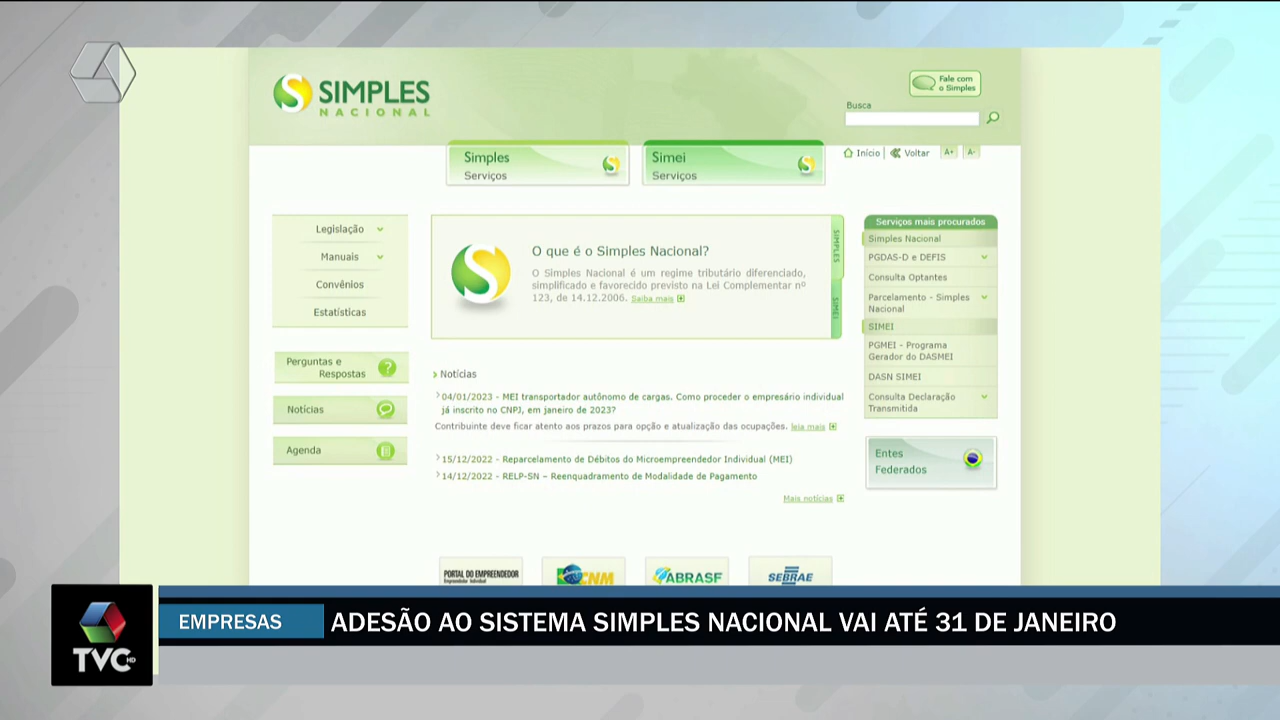 SIMPLES
NACIONAL
Fale com
o Simples
Busca
Simples
Serviços
Simei
Serviços
Início
Voltar
A+
A-
Legislação
Manuais
Convênios
Estatísticas
Perguntas e
Respostas
?
Notícias
Agenda
O que é o Simples Nacional?
O Simples Nacional é um regime tributário diferenciado,
simplificado e favorecido previsto na Lei Complementar nº
123, de 14.12.2006. Saiba mais
SIMPLES
SIMEI
Notícias
04/01/2023 - MEI transportador autônomo de cargas. Como proceder o empresário individual
já inscrito no CNPJ, em janeiro de 2023?
Contribuinte deve ficar atento aos prazos para opção e atualização das ocupações. leia mais
15/12/2022 - Reparcelamento de Débitos do Microempreendedor Individual (MEI)
14/12/2022 - RELP-SN – Reenquadramento de Modalidade de Pagamento
Mais notícias
Serviços mais procurados
Simples Nacional
PGDAS-D e DEFIS
Consulta Optantes
Parcelamento - Simples
Nacional
SIMEI
PGMEI - Programa
Gerador do DASMEI
DASN SIMEI
Consulta Declaração
Transmitida
Entes
Federados
PORTAL DO EMPREENDEDOR
Empreendedor Individual
CNM
ABRASF
SEBRAE
EMPRESAS
ADESÃO AO SISTEMA SIMPLES NACIONAL VAI ATÉ 31 DE JANEIRO
TVC HD